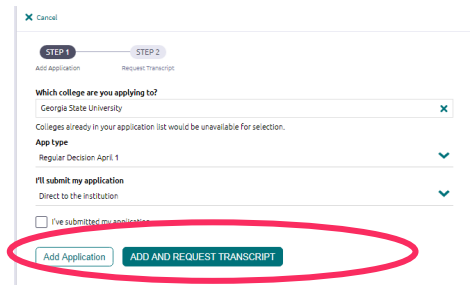 Cancel
STEP 1 STEP 2
Add Application Request Transcript
Which college are you applying to?
Georgia State University
Colleges already in your application list would be unavailable for selection.
App type
Regular Decision April 1
I'll submit my application
Direct to the institution
I've submitted my application
Add Application ADD AND REQUEST TRANSCRIPT